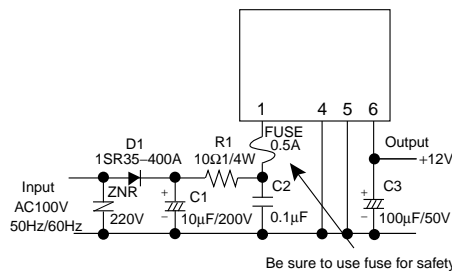 1
4
5
6
FUSE
0.5A
D1
1SR35–400A
R1
10Ω1/4W
Output
+12V
Input
AC100V
50Hz/60Hz
ZNR
220V
+
–
C1
10µF/200V
C2
0.1µF
+
–
C3
100µF/50V
Be sure to use fuse for safety